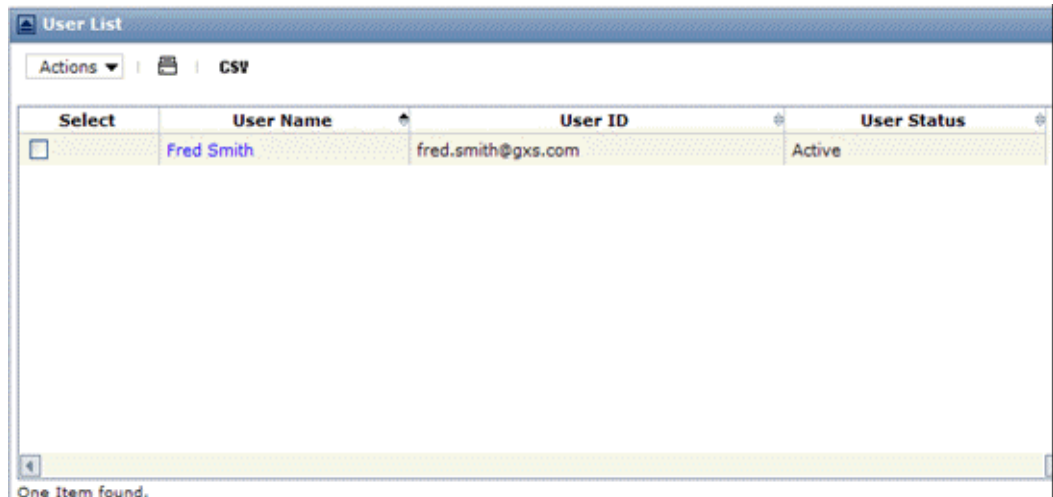 User List
Actions CSV
Select User Name User ID User Status
Fred Smith fred.smith@gxs.com Active
One Item found.